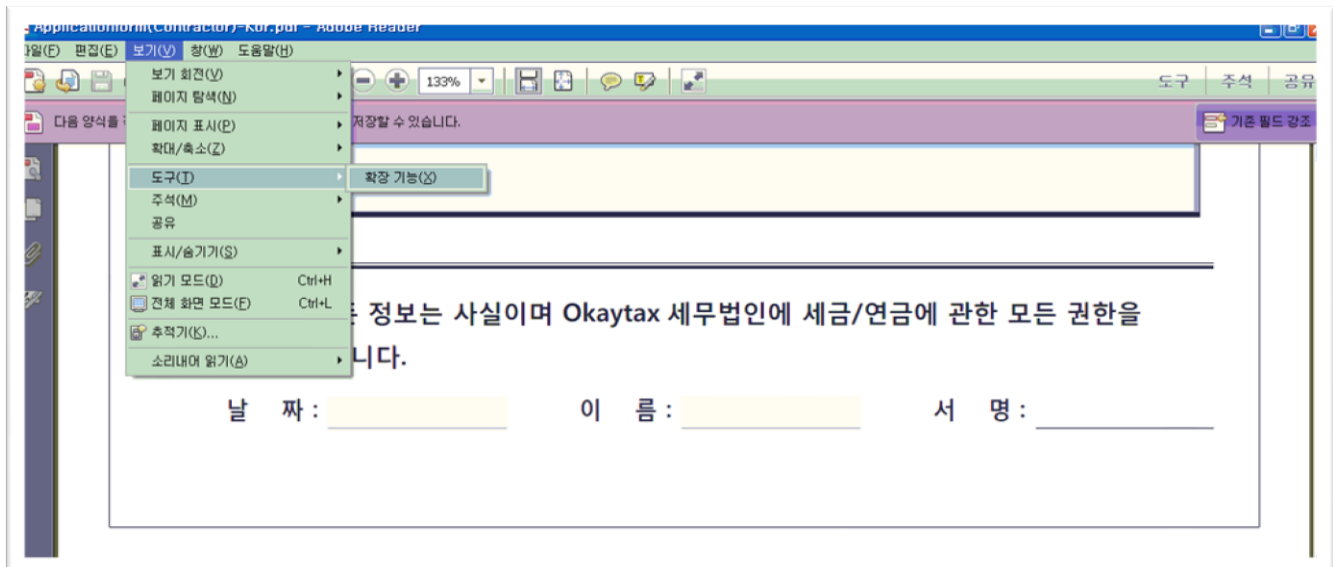 Applicationform(Contractor)-Kor.pdf - Adobe Reader
파일(F) 편집(E) 보기(V) 창(W) 도움말(H)
보기 회전(V)
페이지 탐색(N)
페이지 표시(P)
확대/축소(Z)
도구(T)
확장 기능(X)
주석(M)
공유
표시/숨기기(S)
읽기 모드(D) Ctrl+H
전체 화면 모드(F) Ctrl+L
추적기(K)...
소리내어 읽기(A)
133%
도구 주석 공유
다음 양식을 저장할 수 있습니다.
기존 필드 강조
정보는 사실이며 Okaytax 세무법인에 세금/연금에 관한 모든 권한을
니다.
날 짜 : 이 름 : 서 명 :